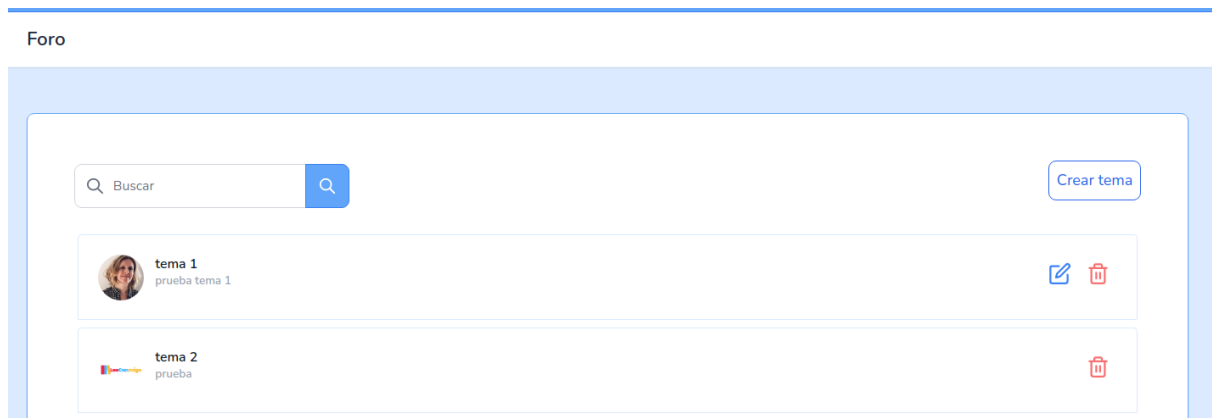 Foro
Buscar
Crear tema
tema 1
prueba tema 1
tema 2
prueba